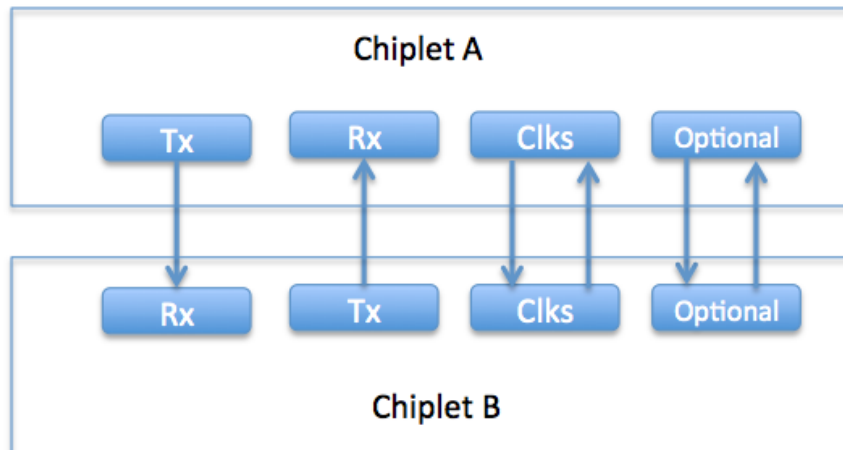 Chiplet A
Tx Rx Clks Optional
Rx Tx Clks Optional
Chiplet B